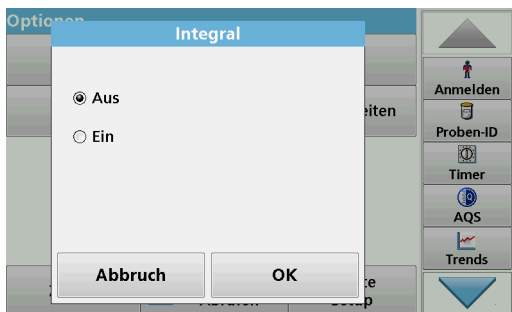 Optionen
Integral
Aus
Ein
Abbruch
OK
Anmelden
Proben-ID
Timer
AQS
Trends